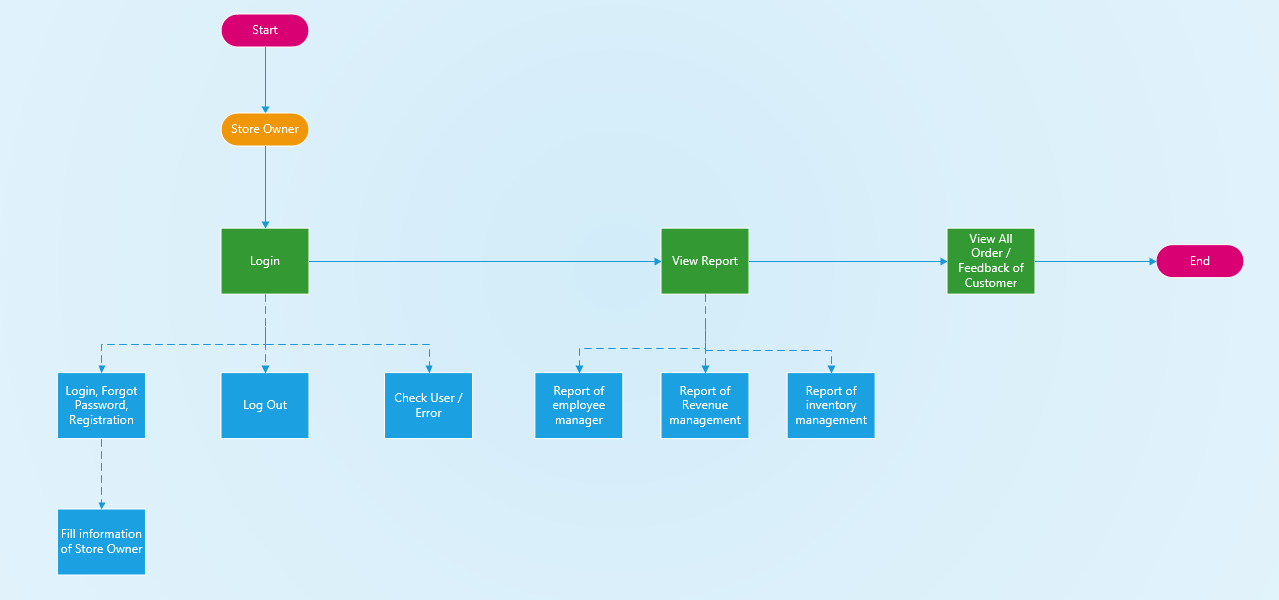 Start
Store Owner
Login
View Report
View All
Order /
Feedback of
Customer
End
Login, Forgot
Password,
Registration
Log Out
Check User /
Error
Report of
employee
manager
Report of
Revenue
management
Report of
inventory
management
Fill information
of Store Owner